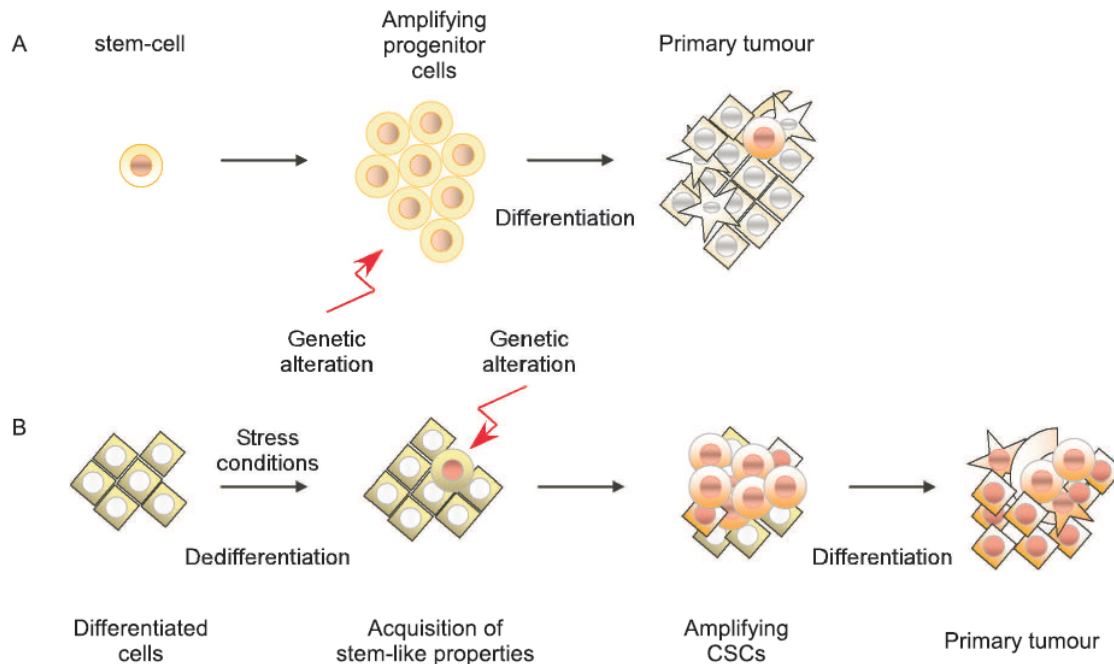 A
stem-cell
Amplifying
progenitor
cells
Primary tumour
Differentiation
Genetic
alteration
Genetic
alteration
B
Stress
conditions
Dedifferentiation
Differentiation
Differentiated
cells
Acquisition of
stem-like properties
Amplifying
CSCs
Primary tumour